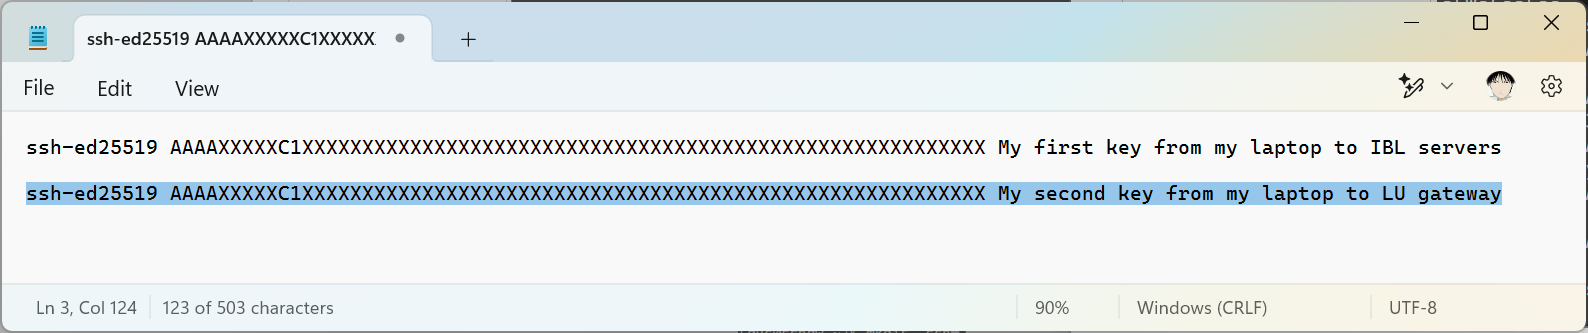 ssh-ed25519 AAAAXXXXXC1XXXXX
File Edit View
ssh-ed25519 AAAAXXXXXC1XXXXXXXXXXXXXXXXXXXXXXXXXXXXXXXXXXXXXXXXXXXXXXXXXXXXXXXXX My first key from my laptop to IBL servers
ssh-ed25519 AAAAXXXXXC1XXXXXXXXXXXXXXXXXXXXXXXXXXXXXXXXXXXXXXXXXXXXXXXXXXXXXXXXX My second key from my laptop to LU gateway
Ln 3, Col 124 123 of 503 characters 90% Windows (CRLF) UTF-8